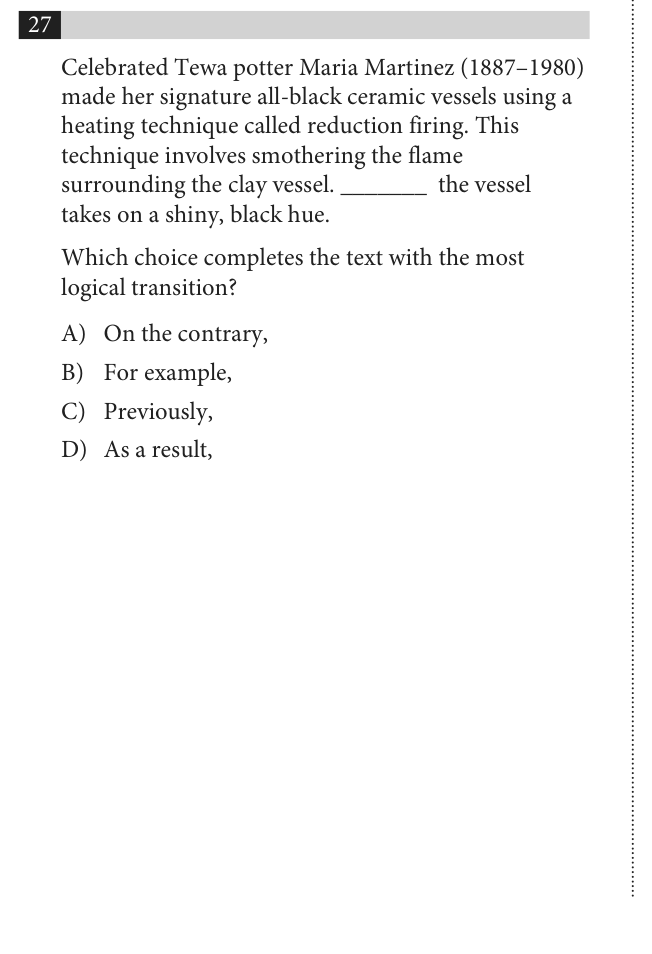 27
Celebrated Tewa potter Maria Martinez (1887–1980)
made her signature all-black ceramic vessels using a
heating technique called reduction firing. This
technique involves smothering the flame
surrounding the clay vessel. _______ the vessel
takes on a shiny, black hue.
Which choice completes the text with the most
logical transition?
A) On the contrary,
B) For example,
C) Previously,
D) As a result,